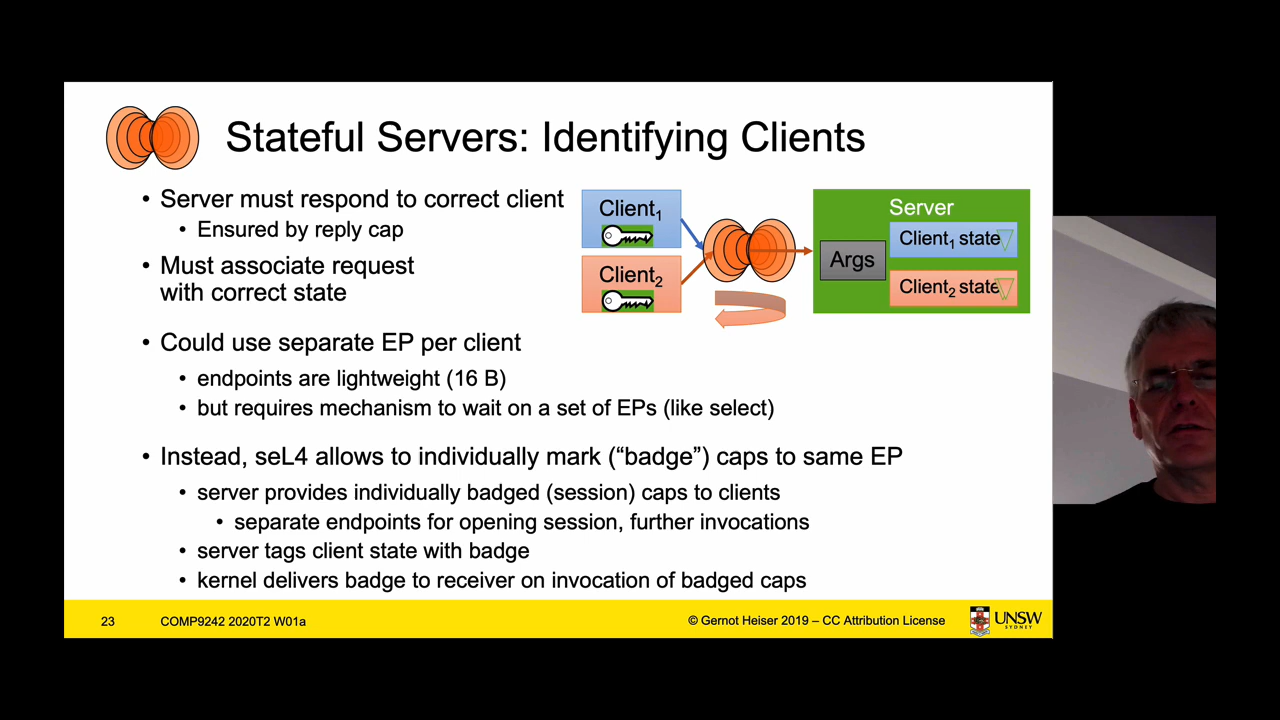 Stateful Servers: Identifying Clients
• Server must respond to correct client
• Ensured by reply cap
• Must associate request
with correct state
Client1
Client2
Server
Args
Client1 state
Client2 state
• Could use separate EP per client
• endpoints are lightweight (16 B)
• but requires mechanism to wait on a set of EPs (like select)
• Instead, seL4 allows to individually mark (“badge”) caps to same EP
• server provides individually badged (session) caps to clients
• separate endpoints for opening session, further invocations
• server tags client state with badge
• kernel delivers badge to receiver on invocation of badged caps
23
COMP9242 2020T2 W01a
© Gernot Heiser 2019 – CC Attribution License
UNSW
SYDNEY